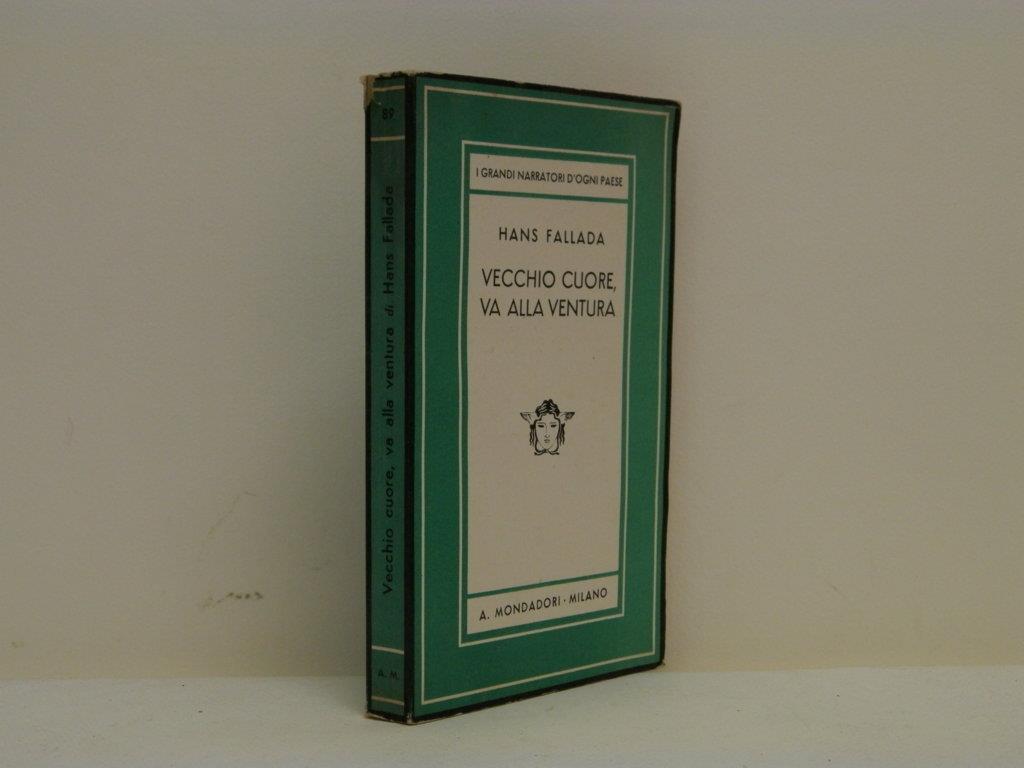 89
Vecchio cuore, va alla ventura di Hans Fallada
A. M.
I GRANDI NARRATORI D'OGNI PAESE
HANS FALLADA
VECCHIO CUORE,
VA ALLA VENTURA
A. MONDADORI · MILANO